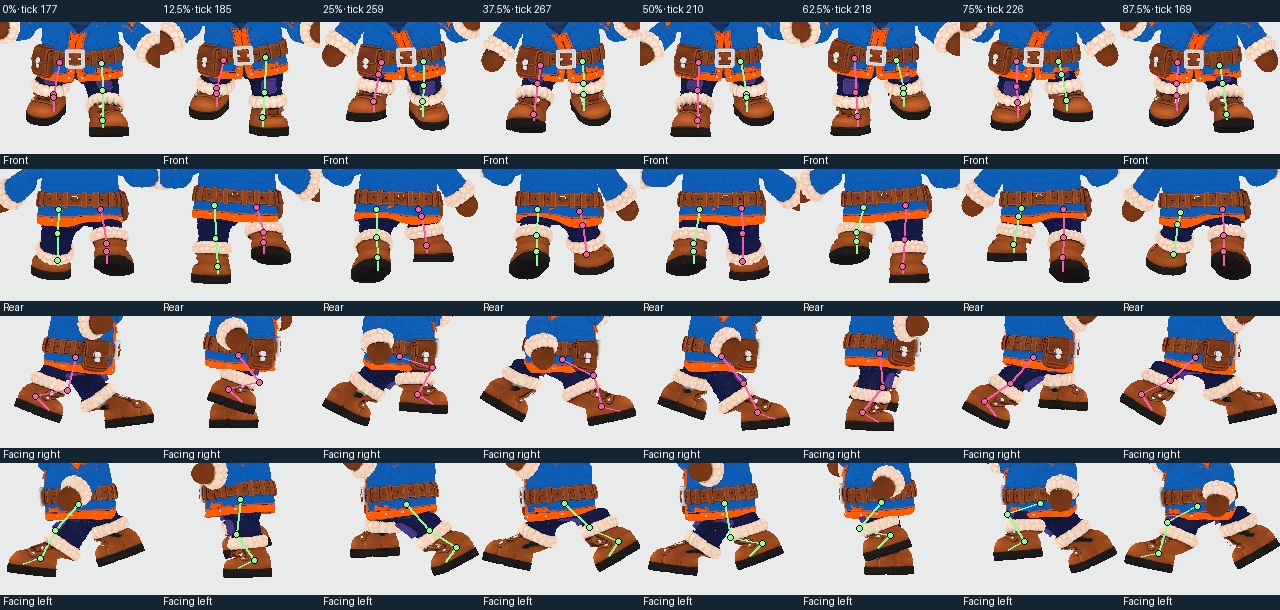 0%·tick 177 12.5%·tick 185 25%·tick 259 37.5%·tick 267 50%·tick 210 62.5%·tick 218 75%·tick 226 87.5%·tick 169
Front Front Front Front Front Front Front Front
Rear Rear Rear Rear Rear Rear Rear Rear
Facing right Facing right Facing right Facing right Facing right Facing right Facing right Facing right
Facing left Facing left Facing left Facing left Facing left Facing left Facing left Facing left